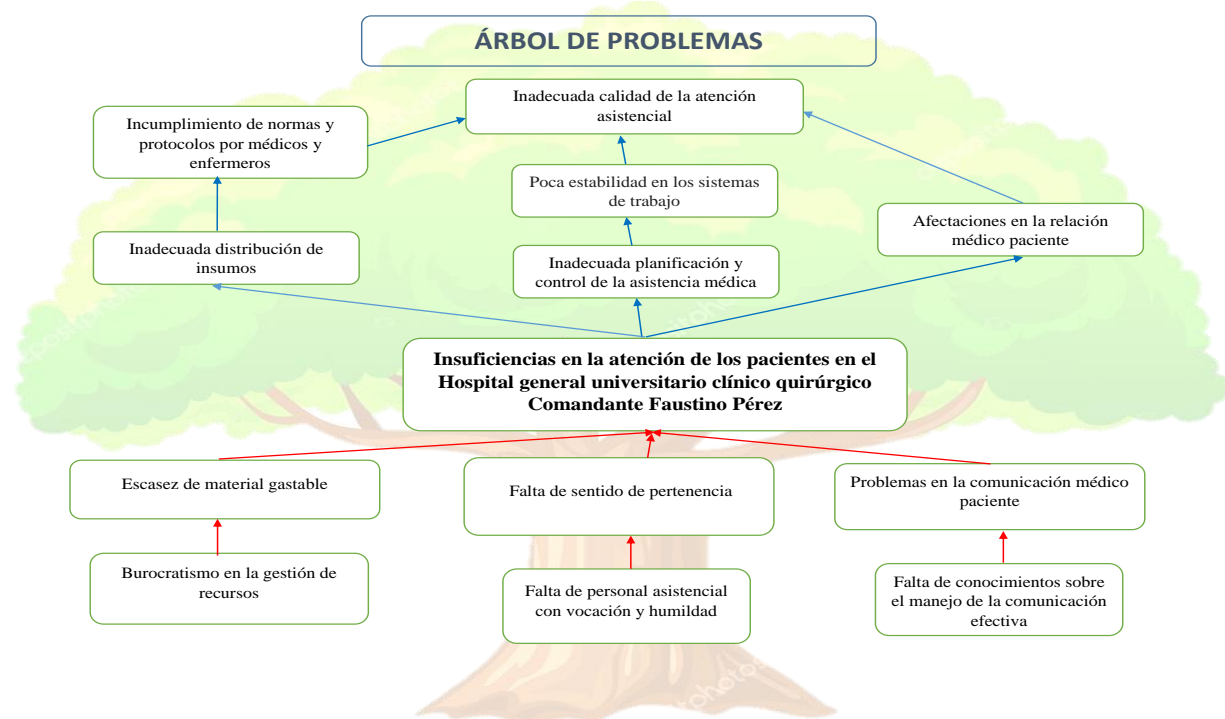 ÁRBOL DE PROBLEMAS
Inadecuada calidad de la atención
asistencial
Incumplimiento de normas y
protocolos por médicos y
enfermeros
Poca estabilidad en los sistemas
de trabajo
Afectaciones en la relación
médico paciente
Inadecuada distribución de
insumos
Inadecuada planificación y
control de la asistencia médica
Insuficiencias en la atención de los pacientes en el
Hospital general universitario clínico quirúrgico
Comandante Faustino Pérez
Escasez de material gastable
Falta de sentido de pertenencia
Problemas en la comunicación médico
paciente
Burocratismo en la gestión de
recursos
Falta de personal asistencial
con vocación y humildad
Falta de conocimientos sobre
el manejo de la comunicación
efectiva